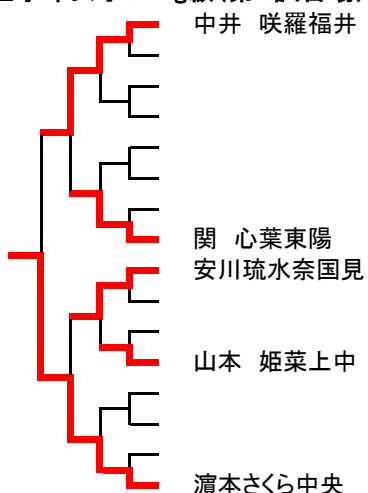 中井　咲羅福井
関　心葉東陽
安川琉水奈国見
山本　姫菜上中
濵本さくら中央